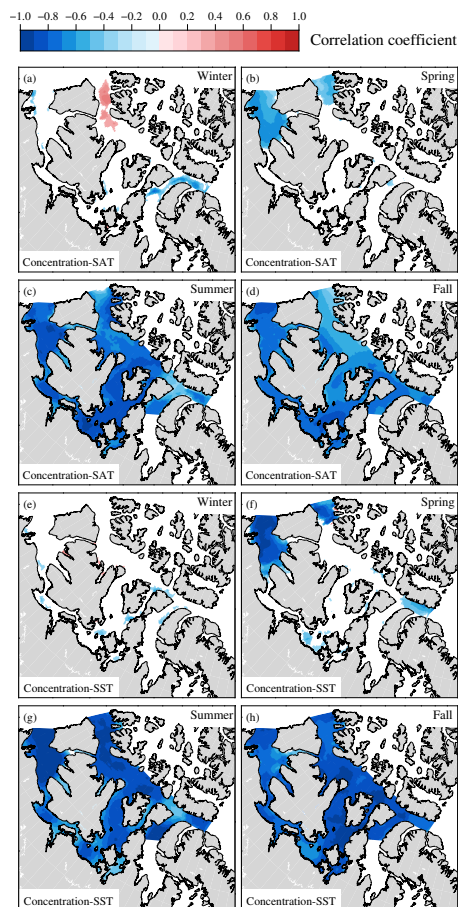 −1.0 −0.8 −0.6 −0.4 −0.2 0.0 0.2 0.4 0.6 0.8 1.0
Correlation coefficient
(a) Winter
Concentration-SAT
(b) Spring
Concentration-SAT
(c) Summer
Concentration-SAT
(d) Fall
Concentration-SAT
(e) Winter
Concentration-SST
(f) Spring
Concentration-SST
(g) Summer
Concentration-SST
(h) Fall
Concentration-SST